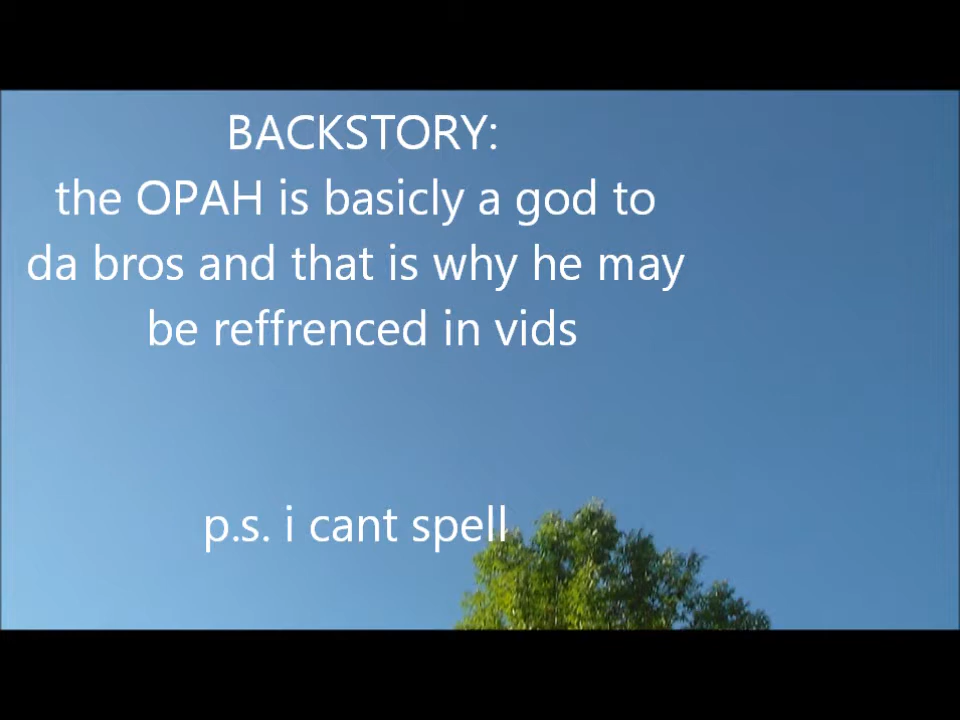 BACKSTORY:
the OPAH is basicly a god to
da bros and that is why he may
be reffrenced in vids
p.s. i cant spell